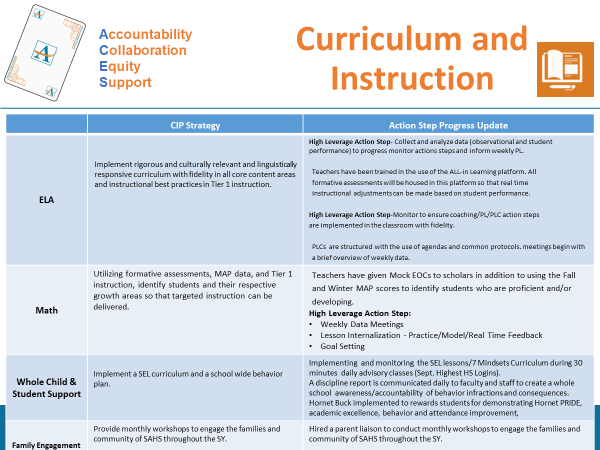 Accountability
Collaboration
Equity
Support
Curriculum and
Instruction
CIP Strategy
Action Step Progress Update
ELA
Implement rigorous and culturally relevant and linguistically
responsive curriculum with fidelity in all core content areas
and instructional best practices in Tier 1 instruction.
High Leverage Action Step- Collect and analyze data (observational and student
performance) to progress monitor actions steps and inform weekly PL.
Teachers have been trained in the use of the ALL-in Learning platform. All
formative assessments will be housed in this platform so that real time
instructional adjustments can be made based on student performance.
High Leverage Action Step-Monitor to ensure coaching/PL/PLC action steps
are implemented in the classroom with fidelity.
PLCs are structured with the use of agendas and common protocols. meetings begin with
a brief overview of weekly data.
Math
Utilizing formative assessments, MAP data, and Tier 1
instruction, identify students and their respective
growth areas so that targeted instruction can be
delivered.
Teachers have given Mock EOCs to scholars in addition to using the Fall
and Winter MAP scores to identify students who are proficient and/or
developing.
High Leverage Action Step:
• Weekly Data Meetings
• Lesson Internalization - Practice/Model/Real Time Feedback
• Goal Setting
Whole Child &
Student Support
Implement a SEL curriculum and a school wide behavior
plan.
Implementing and monitoring the SEL lessons/7 Mindsets Curriculum during 30
minutes daily advisory classes (Sept. Highest HS Logins).
A discipline report is communicated daily to faculty and staff to create a whole
school awareness/accountability of behavior infractions and consequences.
Hornet Buck implemented to rewards students for demonstrating Hornet PRIDE,
academic excellence, behavior and attendance improvement,
Family Engagement
Provide monthly workshops to engage the families and
community of SAHS throughout the SY.
Hired a parent liaison to conduct monthly workshops to engage the families and
community of SAHS throughout the SY.